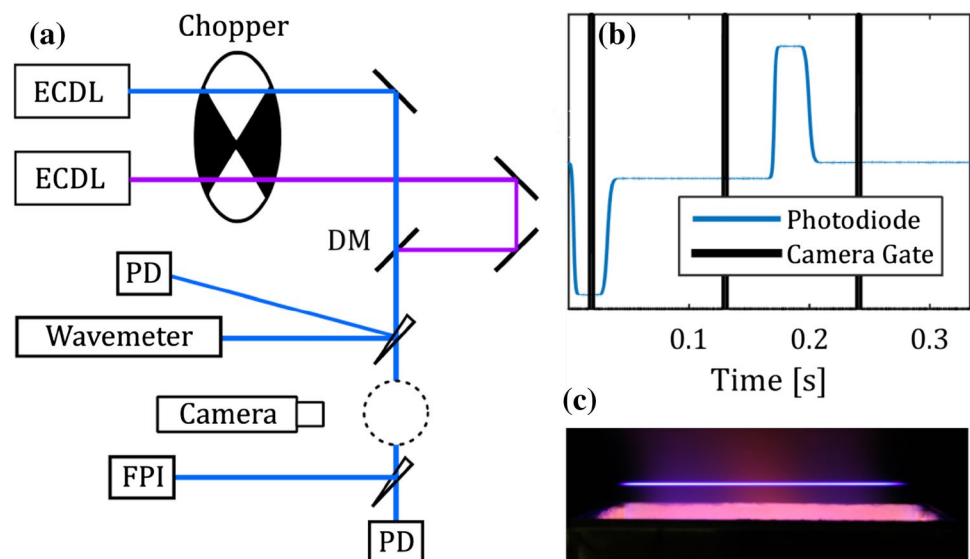 (a)
Chopper
ECDL
ECDL
DM
PD
Wavemeter
Camera
FPI
PD
(b)
Photodiode
Camera Gate
0.1
0.2
0.3
Time [s]
(c)